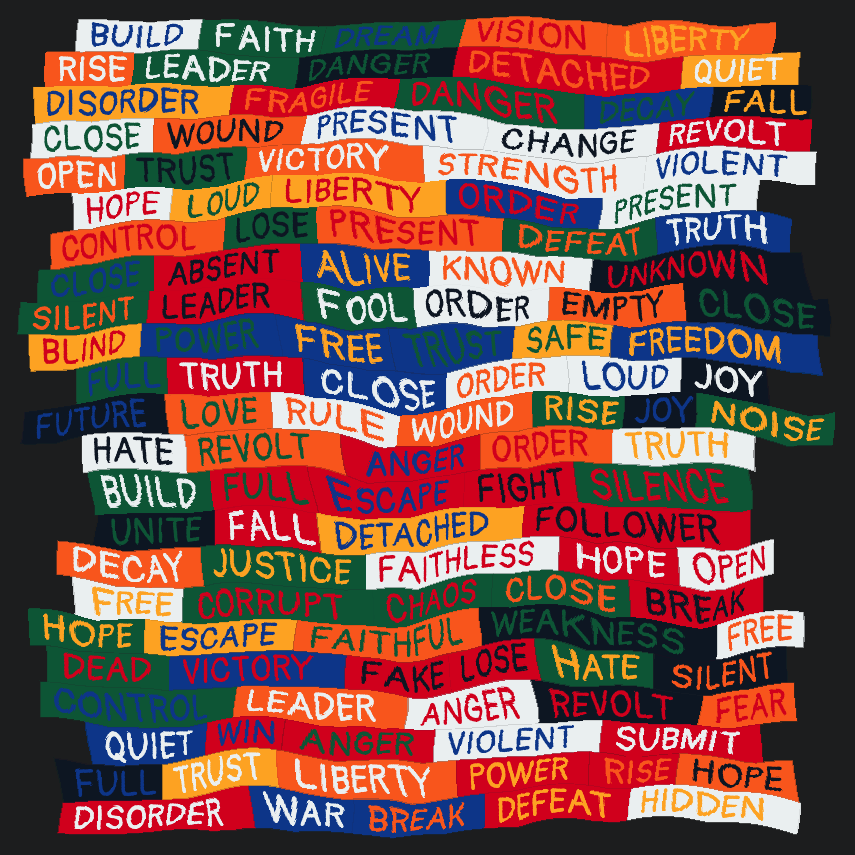 BUILD FAITH DREAM VISION LIBERTY
RISE LEADER DANGER DETACHED QUIET
DISORDER FRAGILE DANGER DECAY FALL
CLOSE WOUND PRESENT CHANGE REVOLT
OPEN TRUST VICTORY STRENGTH VIOLENT
HOPE LOUD LIBERTY ORDER PRESENT
CONTROL LOSE PRESENT DEFEAT TRUTH
CLOSE ABSENT ALIVE KNOWN UNKNOWN
SILENT LEADER FOOL ORDER EMPTY CLOSE
BLIND POWER FREE TRUST SAFE FREEDOM
FULL TRUTH CLOSE ORDER LOUD JOY
FUTURE LOVE RULE WOUND RISE JOY NOISE
HATE REVOLT ANGER ORDER TRUTH
BUILD FULL ESCAPE FIGHT SILENCE
UNITE FALL DETACHED FOLLOWER
DECAY JUSTICE FAITHLESS HOPE OPEN
FREE CORRUPT CHAOS CLOSE BREAK
HOPE ESCAPE FAITHFUL WEAKNESS FREE
DEAD VICTORY FAKE LOSE HATE SILENT
CONTROL LEADER ANGER REVOLT FEAR
QUIET WIN ANGER VIOLENT SUBMIT
FULL TRUST LIBERTY POWER RISE HOPE
DISORDER WAR BREAK DEFEAT HIDDEN